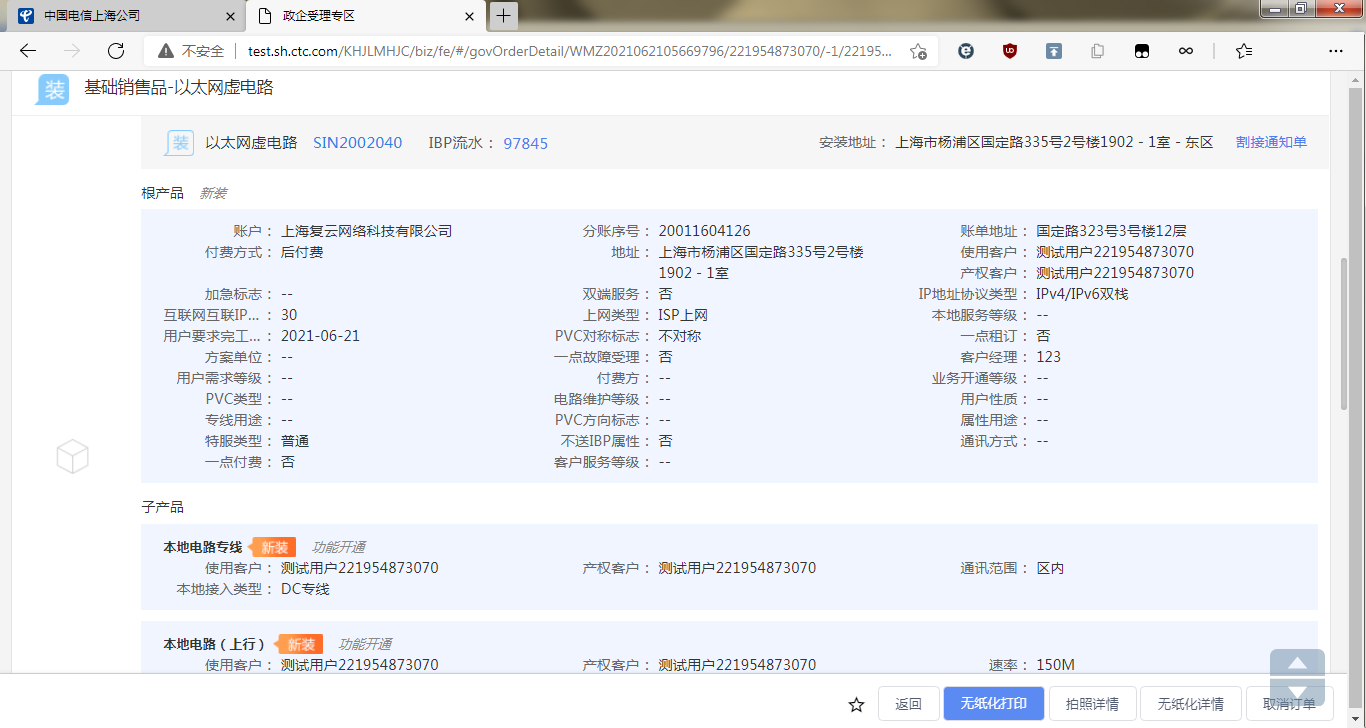 中国电信上海公司
政企受理专区
不安全 test.sh.ctc.com/KHJLMHJC/biz/fe/#/govOrderDetail/WMZ2021062105669796/221954873070/-1/22195...
装 基础销售品-以太网虚电路
装 以太网虚电路 SIN2002040 IBP流水： 97845 安装地址： 上海市杨浦区国定路335号2号楼1902 - 1室 - 东区 割接通知单
根产品 新装
账户： 上海复云网络科技有限公司 分账序号： 20011604126 账单地址： 国定路323号3号楼12层
付费方式： 后付费 地址： 上海市杨浦区国定路335号2号楼 使用客户： 测试用户221954873070
1902 - 1室 产权客户： 测试用户221954873070
加急标志： -- 双端服务： 否 IP地址协议类型： IPv4/IPv6双栈
互联网互联IP...： 30 上网类型： ISP上网 本地服务等级： --
用户要求完工...： 2021-06-21 PVC对称标志： 不对称 一点租订： 否
方案单位： -- 一点故障受理： 否 客户经理： 123
用户需求等级： -- 付费方： -- 业务开通等级： --
PVC类型： -- 电路维护等级： -- 用户性质： --
专线用途： -- PVC方向标志： -- 属性用途： --
特服类型： 普通 不送IBP属性： 否 通讯方式： --
一点付费： 否 客户服务等级： --
子产品
本地电路专线 新装 功能开通
使用客户： 测试用户221954873070 产权客户： 测试用户221954873070 通讯范围： 区内
本地接入类型： DC专线
本地电路（上行） 新装 功能开通
使用客户： 测试用户221954873070 产权客户： 测试用户221954873070 速率： 150M
返回 无纸化打印 拍照详情 无纸化详情 取消订单